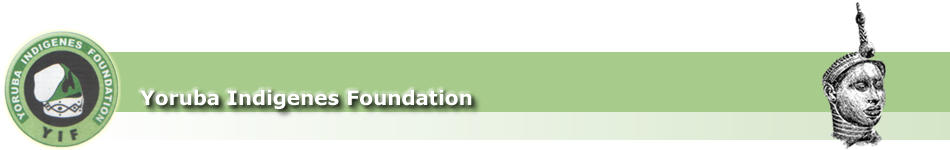 YORUBA INDIGENES FOUNDATION
YIF
Yoruba Indigenes Foundation